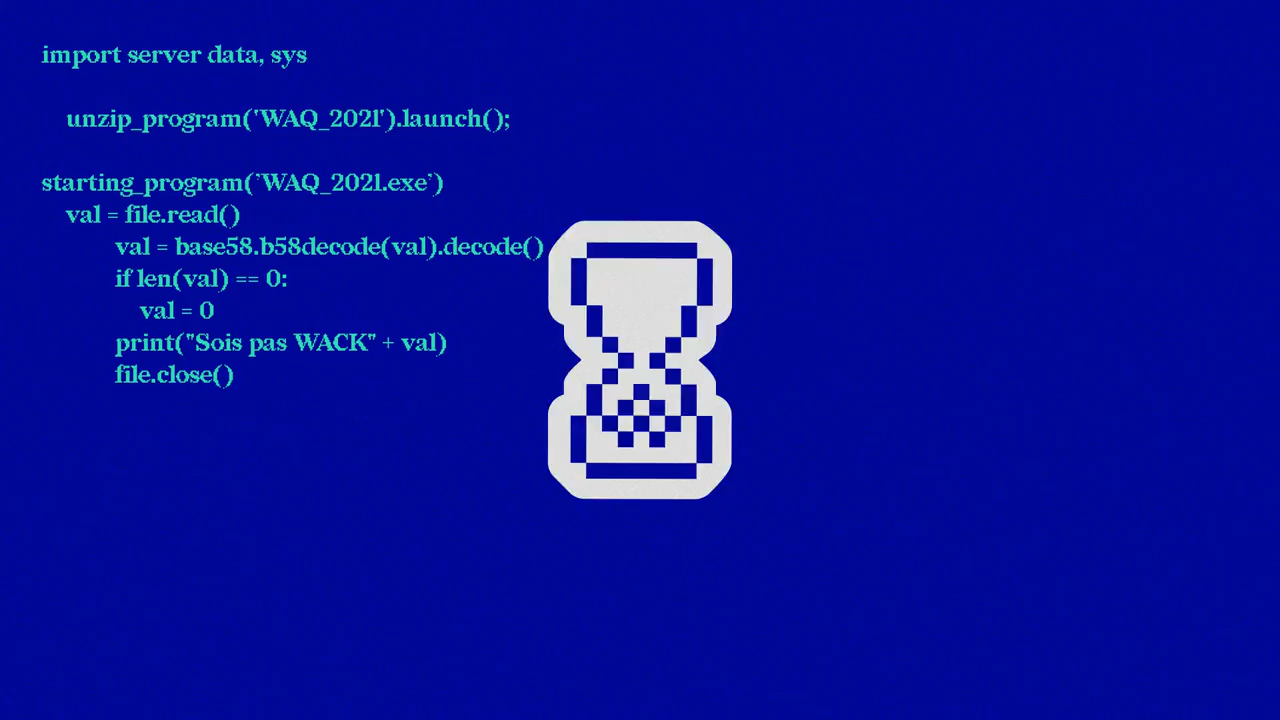 import server data, sys
unzip_program('WAQ_2021').launch();
starting_program('WAQ_2021.exe')
val = file.read()
val = base58.b58decode(val).decode()
if len(val) == 0:
val = 0
print("Sois pas WACK" + val)
file.close()